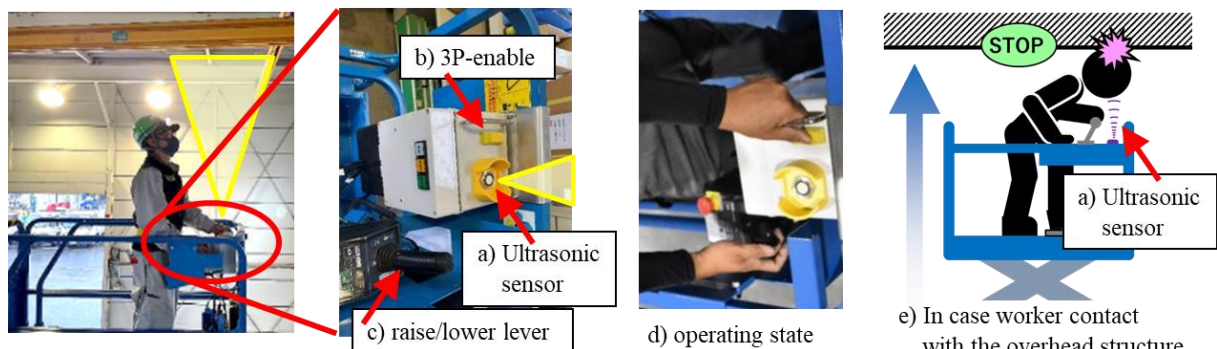 b) 3P-enable
a) Ultrasonic
sensor
c) raise/lower lever
d) operating state
STOP
a) Ultrasonic
sensor
e) In case worker contact
with the overhead structure